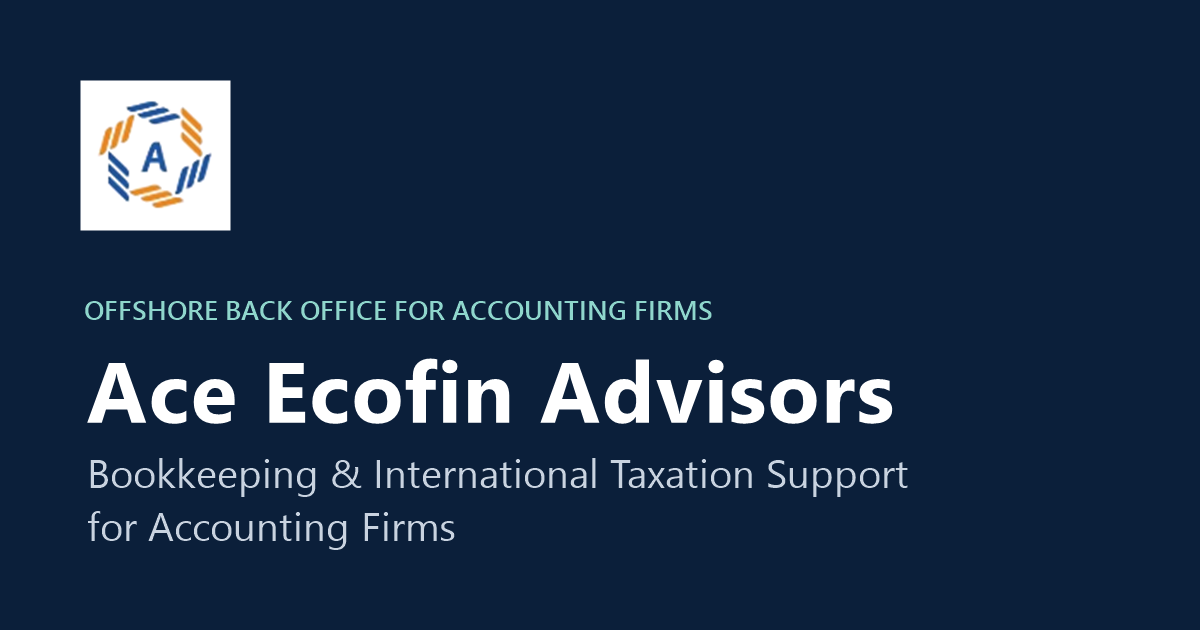 A
OFFSHORE BACK OFFICE FOR ACCOUNTING FIRMS
Ace Ecofin Advisors
Bookkeeping & International Taxation Support
for Accounting Firms